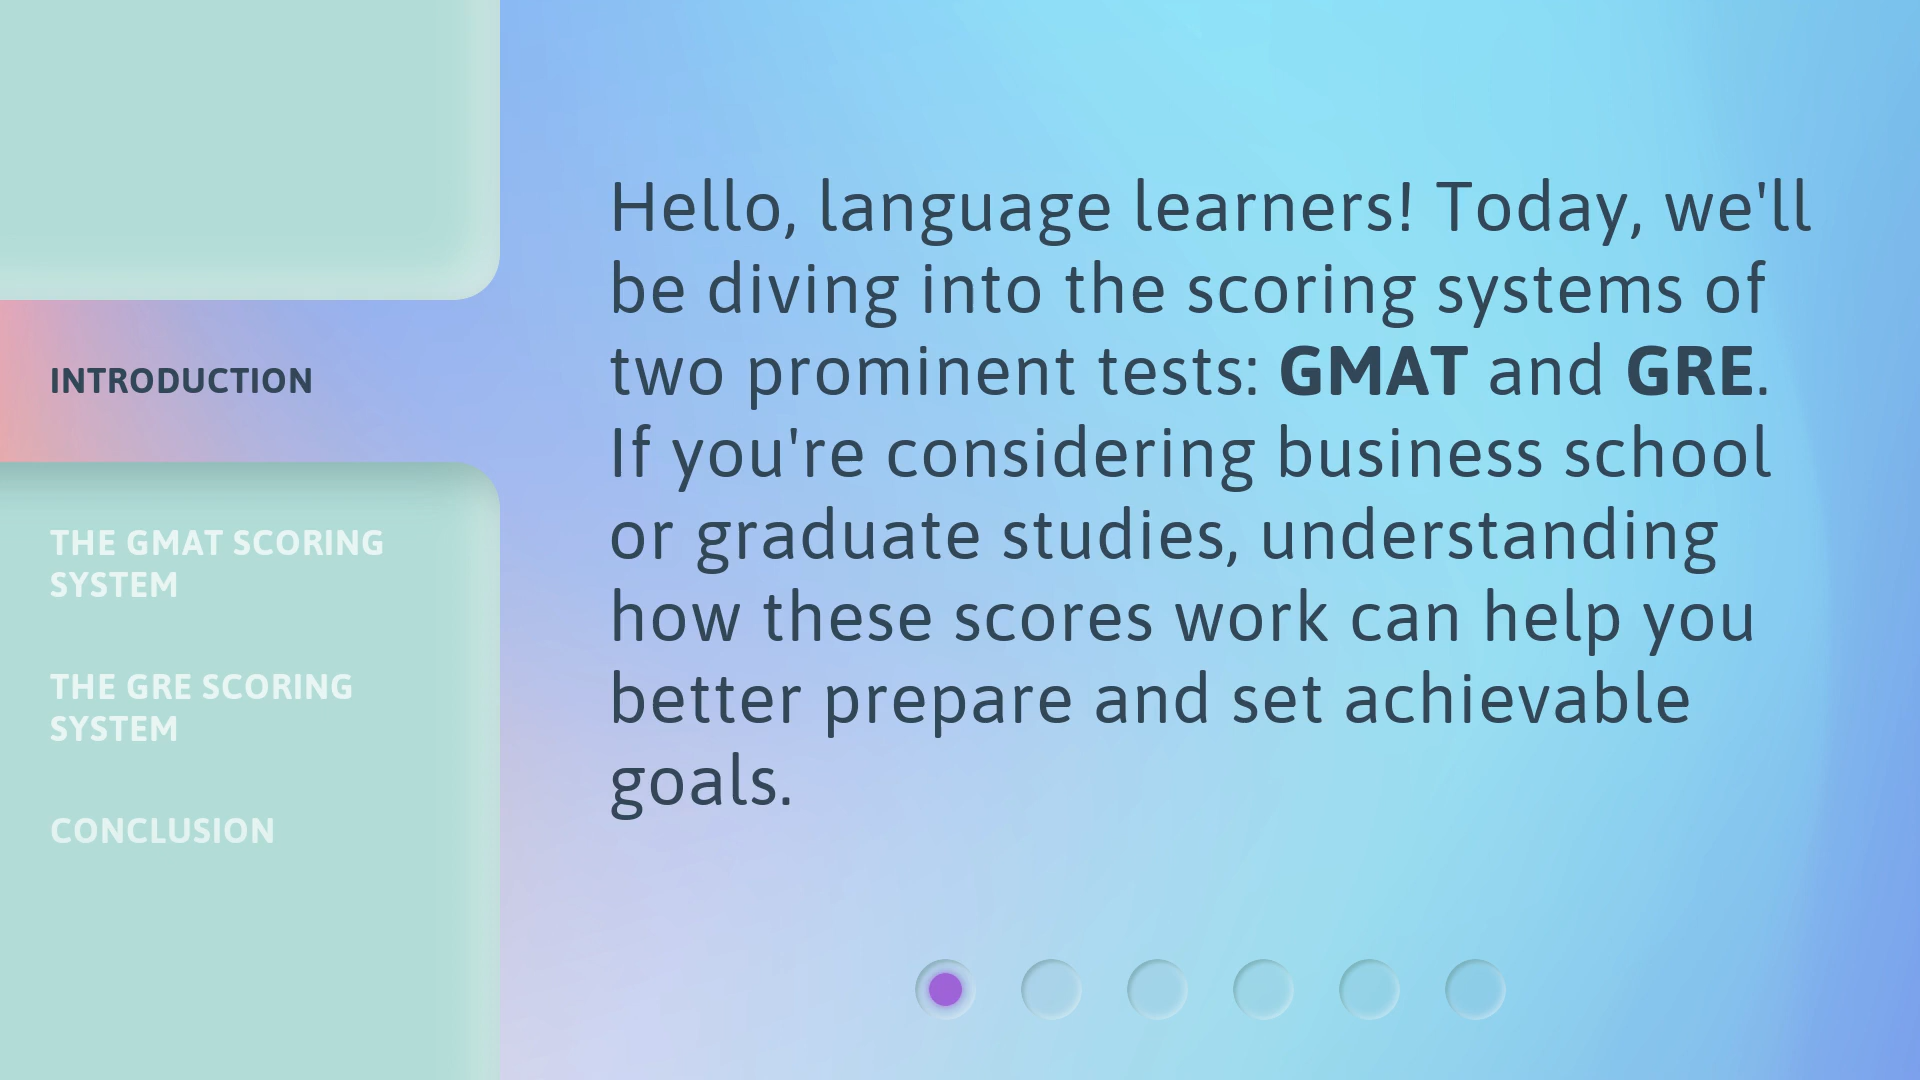 INTRODUCTION
THE GMAT SCORING
SYSTEM
THE GRE SCORING
SYSTEM
CONCLUSION
Hello, language learners! Today, we'll
be diving into the scoring systems of
two prominent tests: GMAT and GRE.
If you're considering business school
or graduate studies, understanding
how these scores work can help you
better prepare and set achievable
goals.